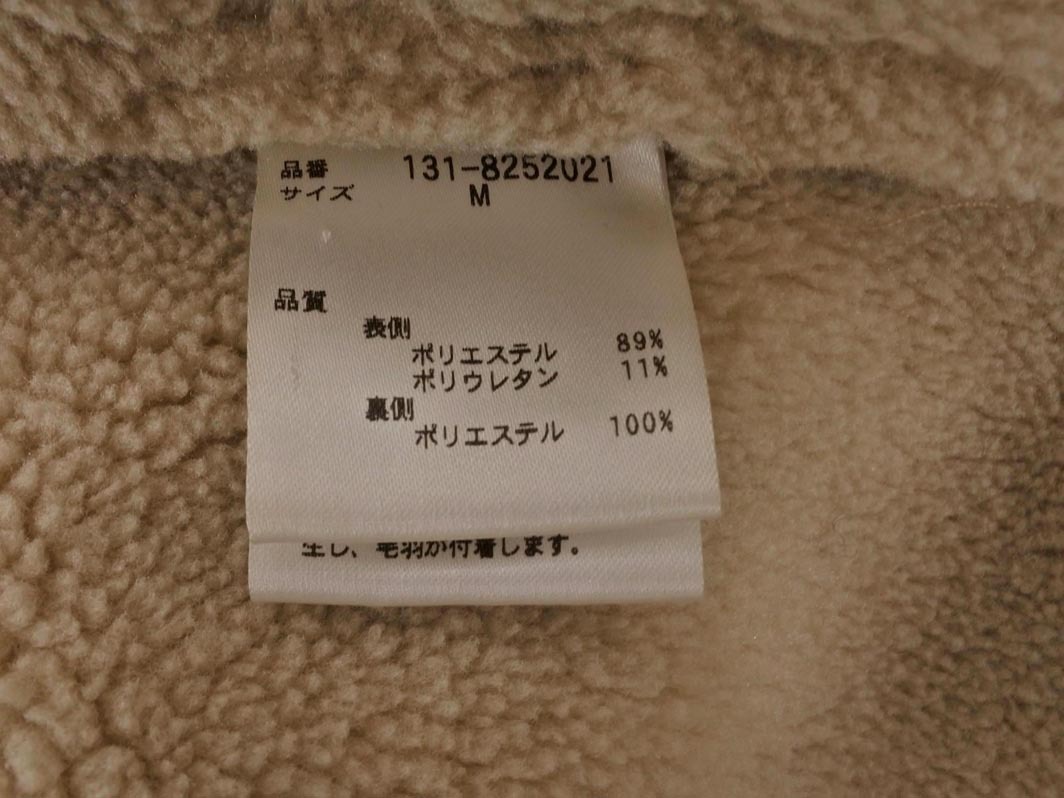 品番 131-8252021
サイズ M
品質
表側
ポリエステル 89%
ポリウレタン 11%
裏側
ポリエステル 100%
生し、毛羽が付着します。